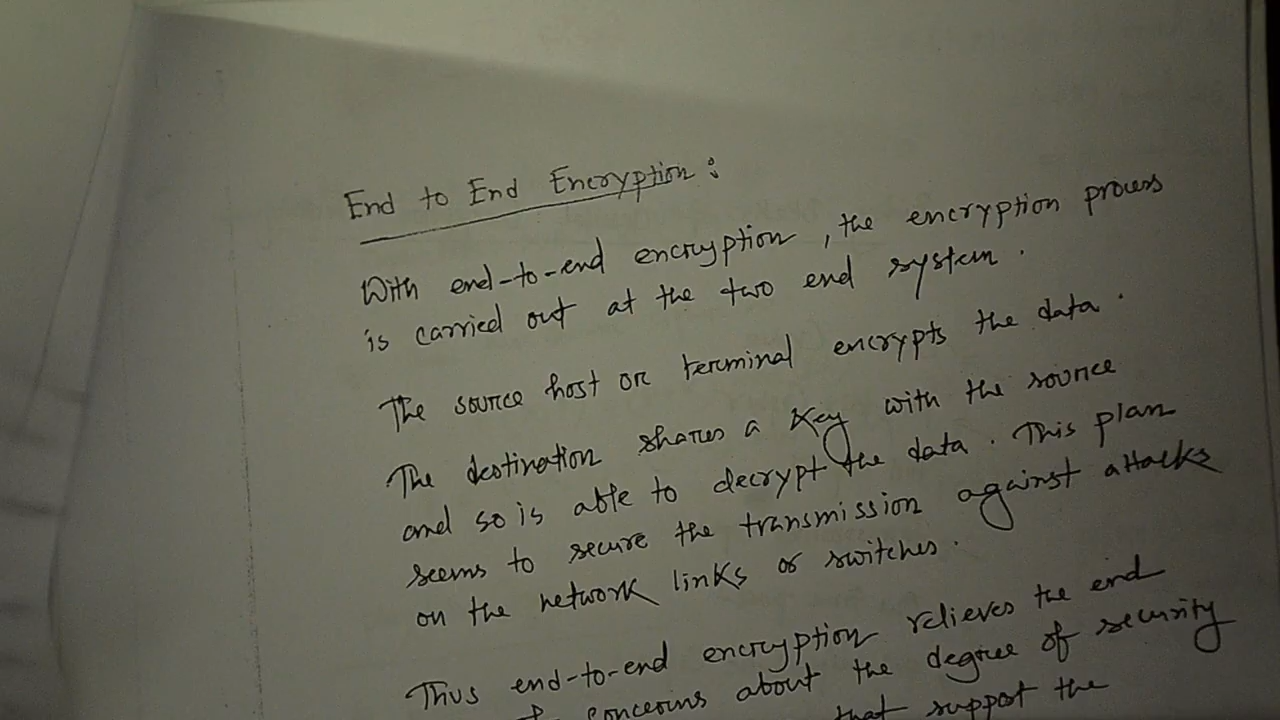 End to End Encryption :
With end-to-end encryption , the encryption process
is carried out at the two end system .
The source host or terminal encrypts the data .
The destination shares a key with the source
and so is able to decrypt the data . This plan
seems to secure the transmission against attacks
on the network links or switches .
Thus end-to-end encryption relieves the end
concerns about the degree of security
that support the